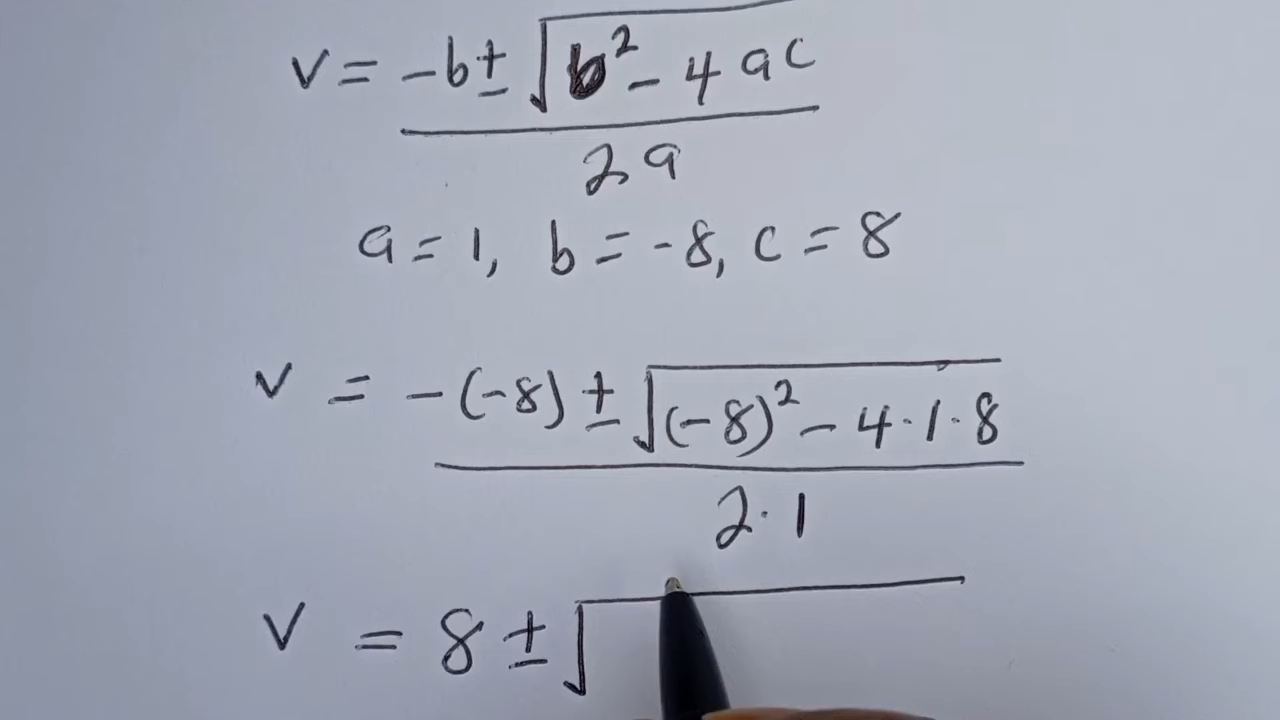 v = -b ± √b² - 4ac
2a
a = 1, b = -8, c = 8
v = -(-8) ± √(-8)² - 4·1·8
2·1
v = 8 ± √